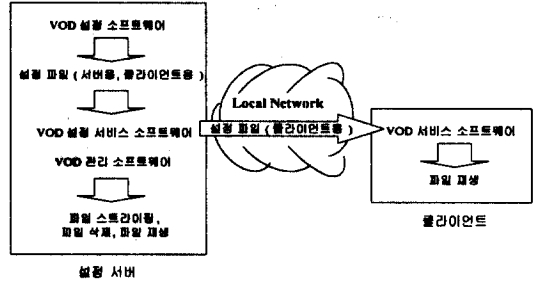 VOD 설정 소프트웨어
설정 파일 ( 서버용, 클라이언트용 )
VOD 설정 서비스 소프트웨어
VOD 관리 소프트웨어
파일 스트라이핑,
파일 삭제, 파일 재생
설정 서버
Local Network
설정 파일 ( 클라이언트용 )
VOD 서비스 소프트웨어
파일 재생
클라이언트